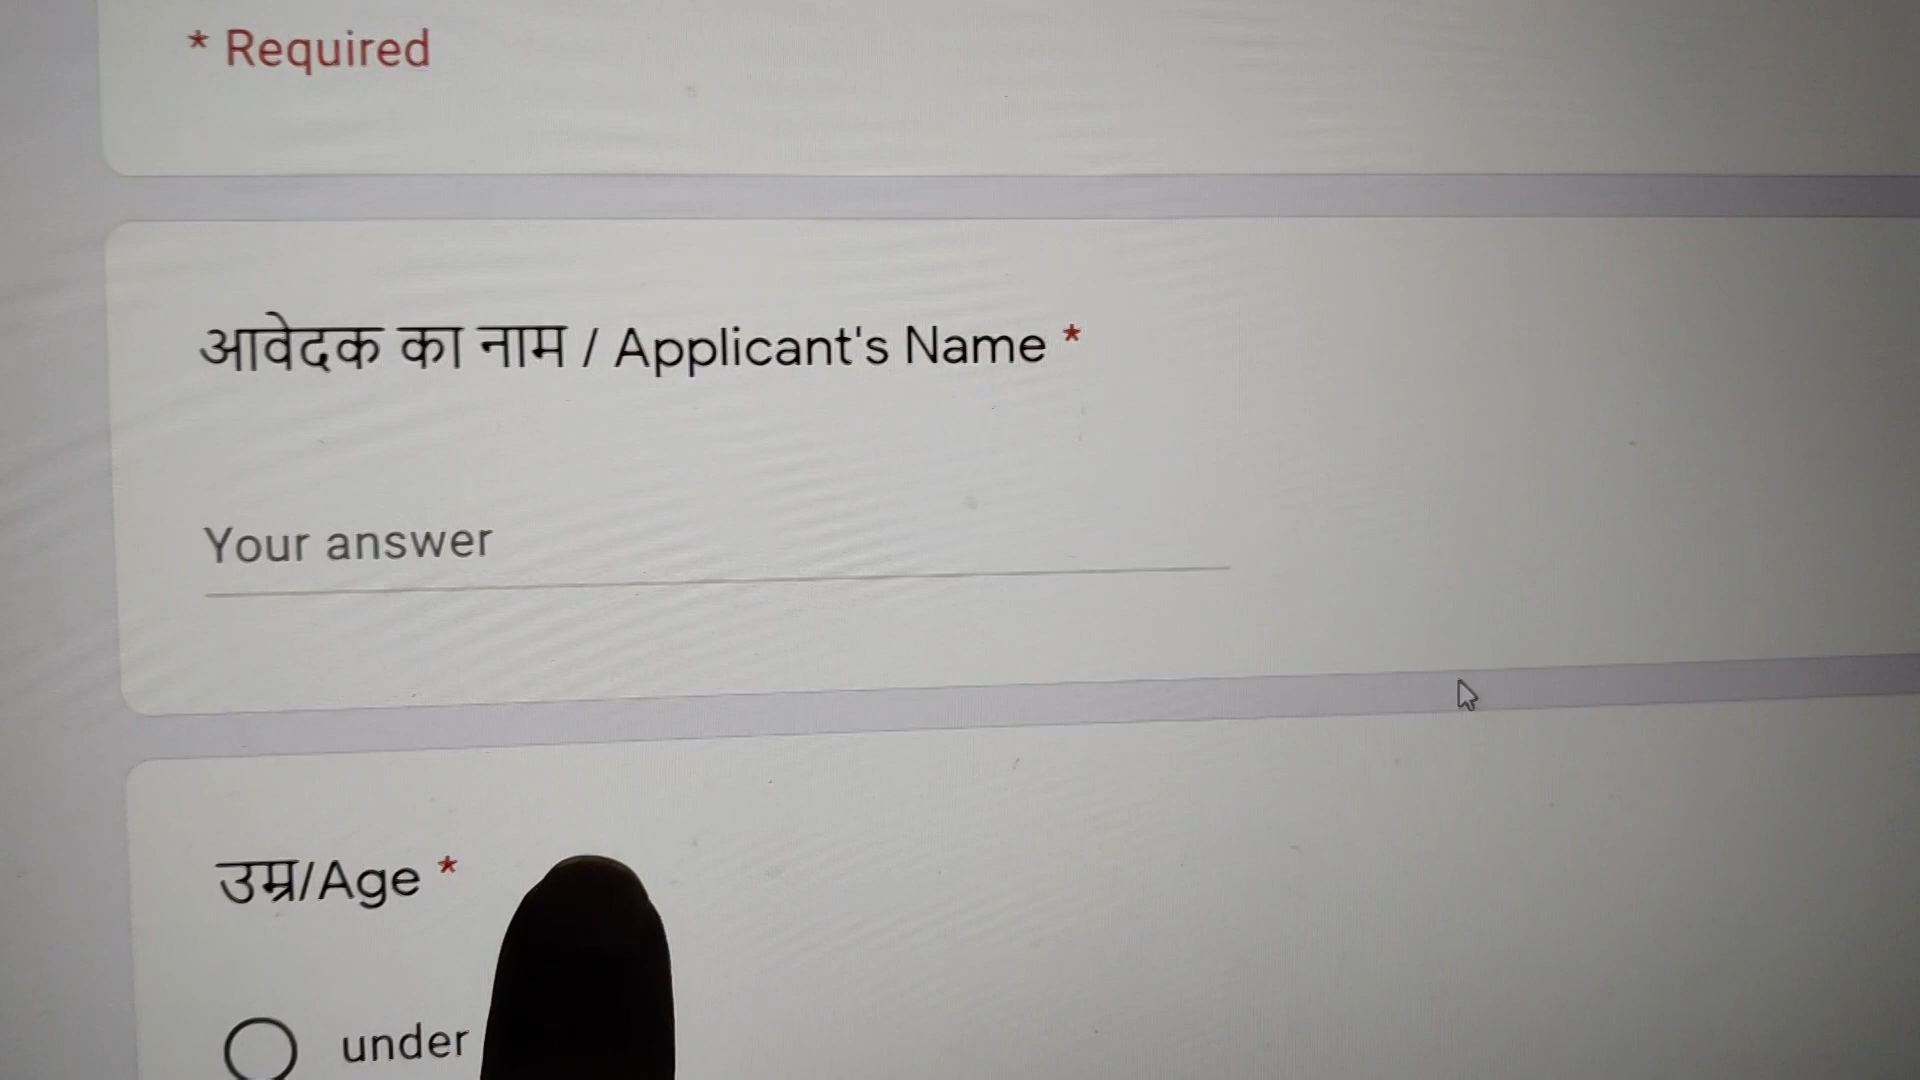 * Required
आवेदक का नाम / Applicant's Name *
Your answer
उम्र/Age *
under